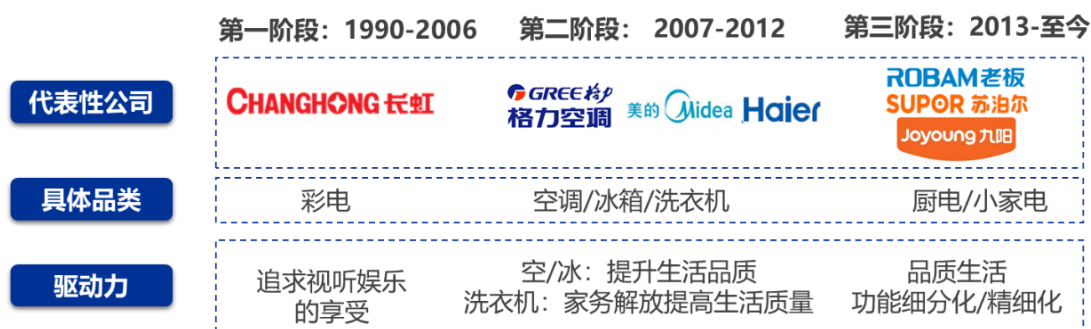 第一阶段：1990-2006 第二阶段： 2007-2012 第三阶段：2013-至今
代表性公司
CHANGHONG 长虹
GREE 格力
格力空调
美的 Midea Haier
ROBAM老板
SUPOR 苏泊尔
Joyoung 九阳
具体品类 彩电 空调/冰箱/洗衣机 厨电/小家电
驱动力
追求视听娱乐
的享受
空/冰：提升生活品质
洗衣机：家务解放提高生活质量
品质生活
功能细分化/精细化